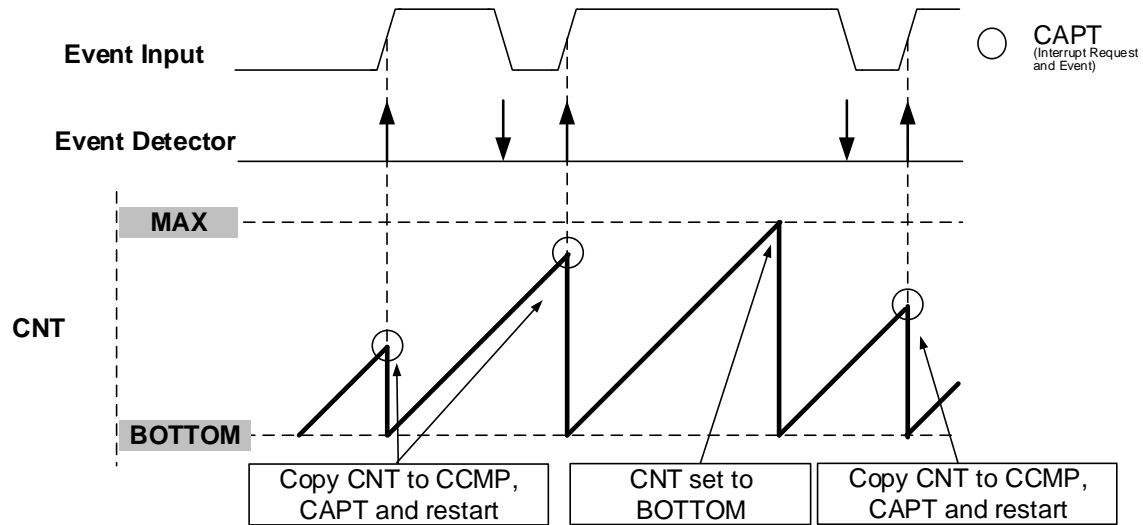 CAPT
(Interrupt Request
and Event)
Event Input
Event Detector
MAX
CNT
BOTTOM
Copy CNT to CCMP,
CAPT and restart
CNT set to
BOTTOM
Copy CNT to CCMP,
CAPT and restart